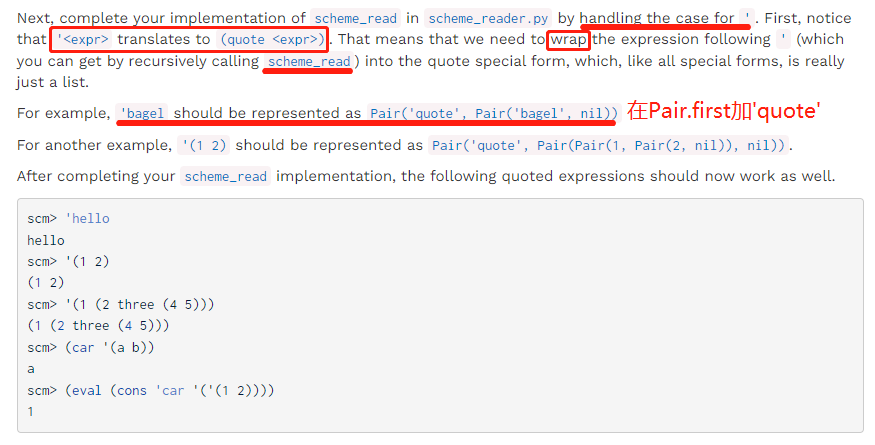 Next, complete your implementation of scheme_read in scheme_reader.py by handling the case for '. First, notice
that '<expr> translates to (quote <expr>). That means that we need to wrap the expression following ' (which
you can get by recursively calling scheme_read) into the quote special form, which, like all special forms, is really
just a list.
For example, 'bagel should be represented as Pair('quote', Pair('bagel', nil)) 在Pair.first加'quote'
For another example, '(1 2) should be represented as Pair('quote', Pair(Pair(1, Pair(2, nil)), nil)).
After completing your scheme_read implementation, the following quoted expressions should now work as well.
scm> 'hello
hello
scm> '(1 2)
(1 2)
scm> '(1 (2 three (4 5)))
(1 (2 three (4 5)))
scm> (car '(a b))
a
scm> (eval (cons 'car '('(1 2))))
1